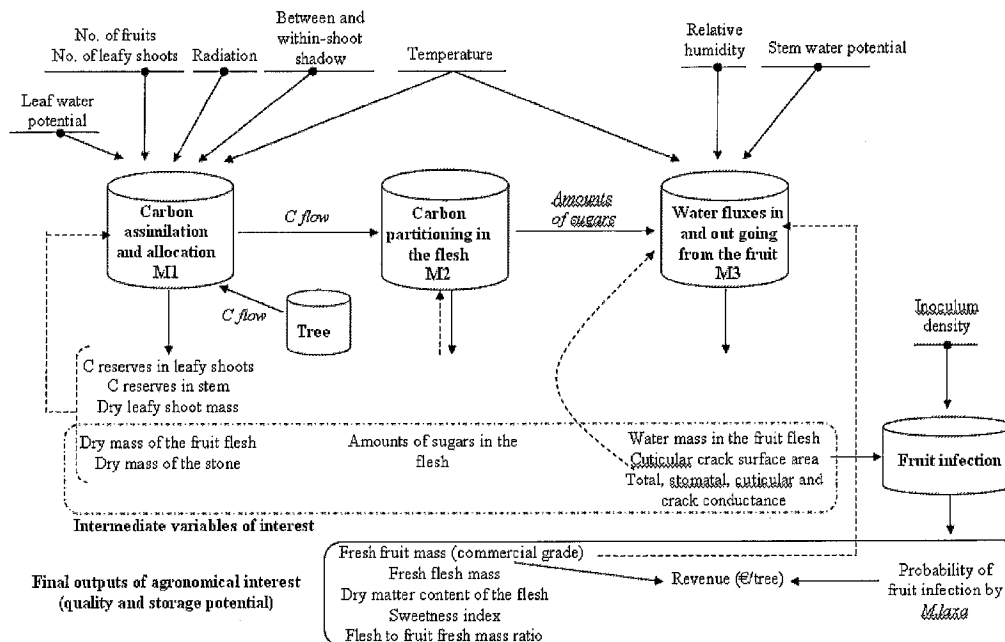 No. of fruits
No. of leafy shoots
Radiation
Between and
within-shoot
shadow
Temperature
Relative
humidity
Stem water potential
Leaf water
potential
Carbon
assimilation
and allocation
M1
C flow
Carbon
partitioning in
the flesh
M2
Amounts
of sugars
Water fluxes in
and out going
from the fruit
M3
C flow
Tree
Inoculum
density
C reserves in leafy shoots
C reserves in stem
Dry leafy shoot mass
Dry mass of the fruit flesh
Dry mass of the stone
Amounts of sugars in the
flesh
Water mass in the fruit flesh
Cuticular crack surface area
Total, stomatal, cuticular and
crack conductance
Fruit infection
Intermediate variables of interest
Final outputs of agronomical interest
(quality and storage potential)
Fresh fruit mass (commercial grade)
Fresh flesh mass
Dry matter content of the flesh
Sweetness index
Flesh to fruit fresh mass ratio
Revenue (€/tree)
Probability of
fruit infection by
M.laxa